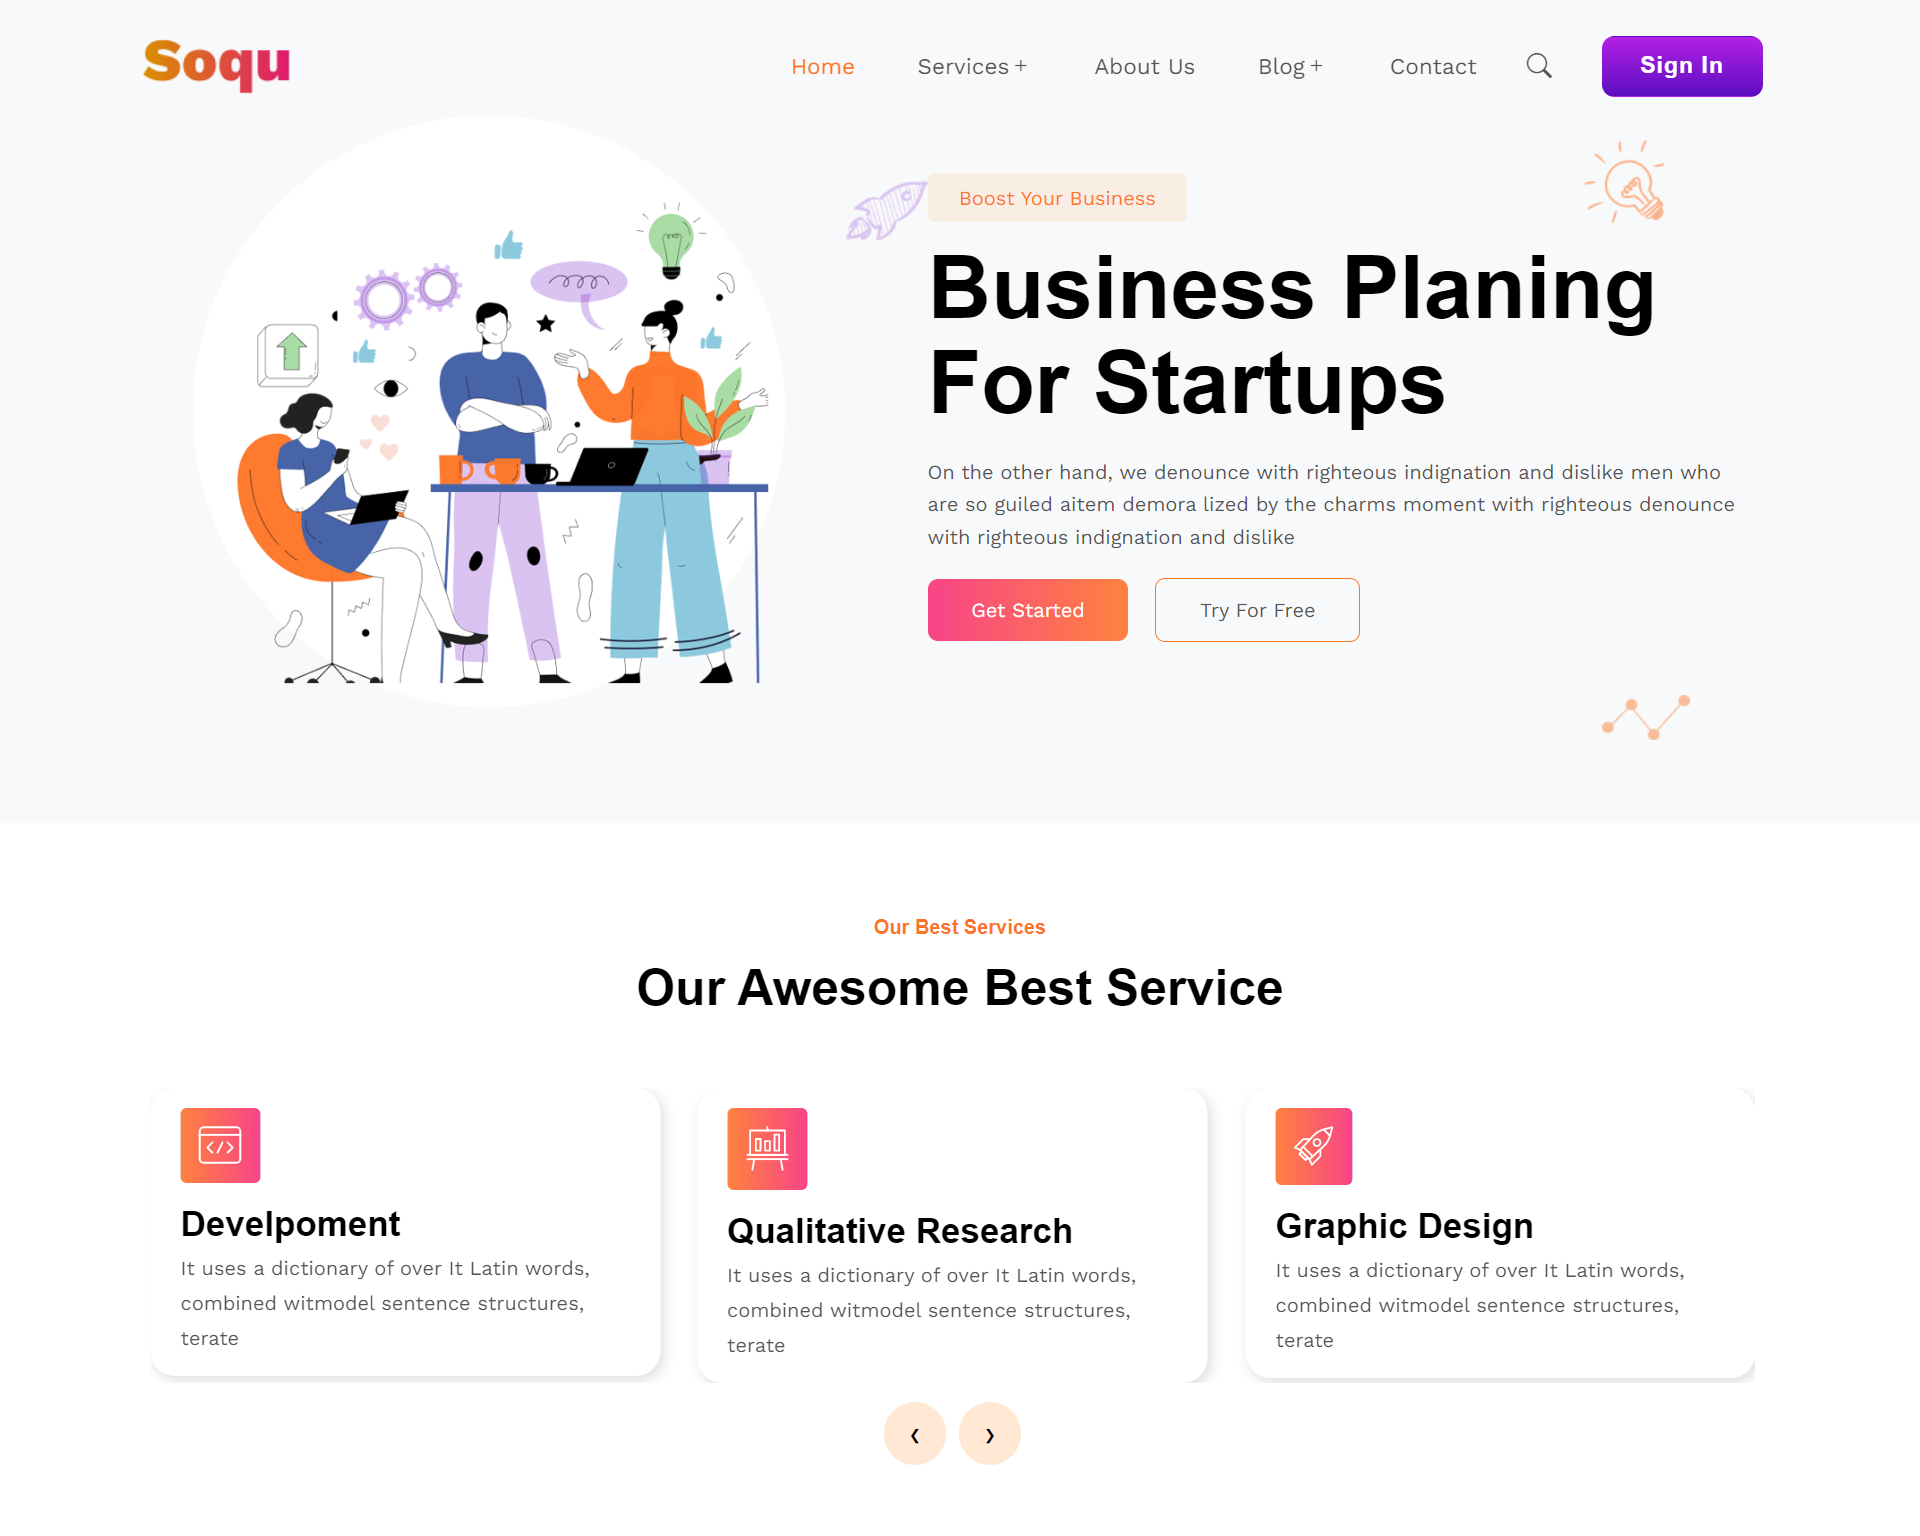 Soqu
Home Services + About Us Blog + Contact Sign In
Boost Your Business
Business Planing
For Startups
On the other hand, we denounce with righteous indignation and dislike men who
are so guiled aitem demora lized by the charms moment with righteous denounce
with righteous indignation and dislike
Get Started Try For Free
Our Best Services
Our Awesome Best Service
Develpoment
It uses a dictionary of over It Latin words,
combined witmodel sentence structures,
terate
Qualitative Research
It uses a dictionary of over It Latin words,
combined witmodel sentence structures,
terate
Graphic Design
It uses a dictionary of over It Latin words,
combined witmodel sentence structures,
terate